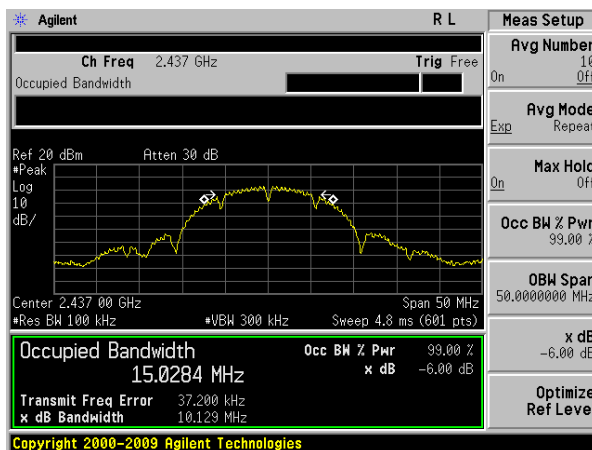 Agilent R L Meas Setup
Ch Freq 2.437 GHz Trig Free
Occupied Bandwidth
Avg Number
10
On Off
Avg Mode
Exp Repeat
Max Hold
On Off
Occ BW % Pwr
99.00 %
OBW Span
50.0000000 MHz
x dB
-6.00 dB
Optimize
Ref Level
Ref 20 dBm Atten 30 dB
#Peak
Log
10
dB/
Center 2.437 00 GHz Span 50 MHz
#Res BW 100 kHz #VBW 300 kHz Sweep 4.8 ms (601 pts)
Occupied Bandwidth Occ BW % Pwr 99.00 %
15.0284 MHz x dB -6.00 dB
Transmit Freq Error 37.200 kHz
x dB Bandwidth 10.129 MHz
Copyright 2000-2009 Agilent Technologies